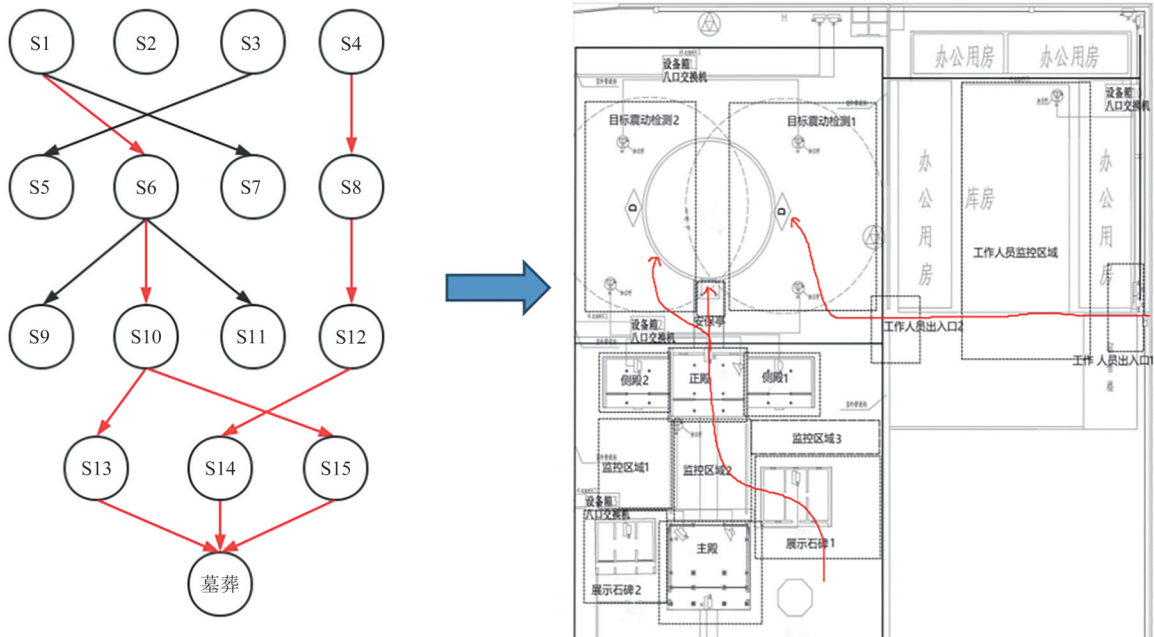 S1
S2
S3
S4
S5
S6
S7
S8
S9
S10
S11
S12
S13
S14
S15
墓葬
H
设备箱
八口交换机
办公用房
办公用房
设备箱
八口交换机
目标震动检测2
目标震动检测1
D
D
办公用房
库房
办公用房
工作人员监控区域
安保亭
设备箱2
八口交换机
工作人员出入口2
工作人员出入口1
侧殿2
正殿
侧殿1
监控区域1
监控区域2
监控区域3
设备箱
八口交换机
主殿
展示石碑1
展示石碑2